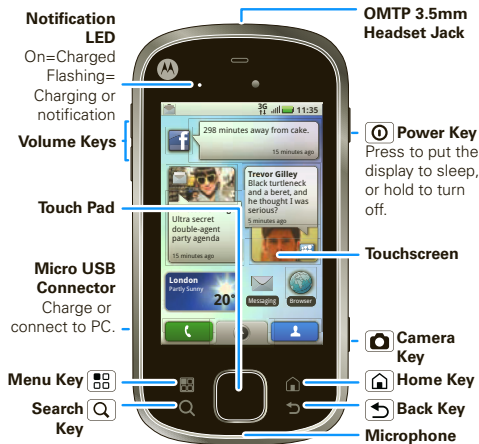 Notification
LED
On=Charged
Flashing=
Charging or
notification
Volume Keys
Touch Pad
Micro USB
Connector
Charge or
connect to PC.
Menu Key
Search
Key
3G
11:35
298 minutes away from cake.
15 minutes ago
Ultra secret
double-agent
party agenda
15 minutes ago
Trevor Gilley
Black turtleneck
and a beret, and
he thought I was
serious?
5 minutes ago
London
Partly Sunny
20°
Messaging
Browser
OMTP 3.5mm
Headset Jack
Power Key
Press to put the
display to sleep,
or hold to turn
off.
Touchscreen
Camera
Key
Home Key
Back Key
Microphone